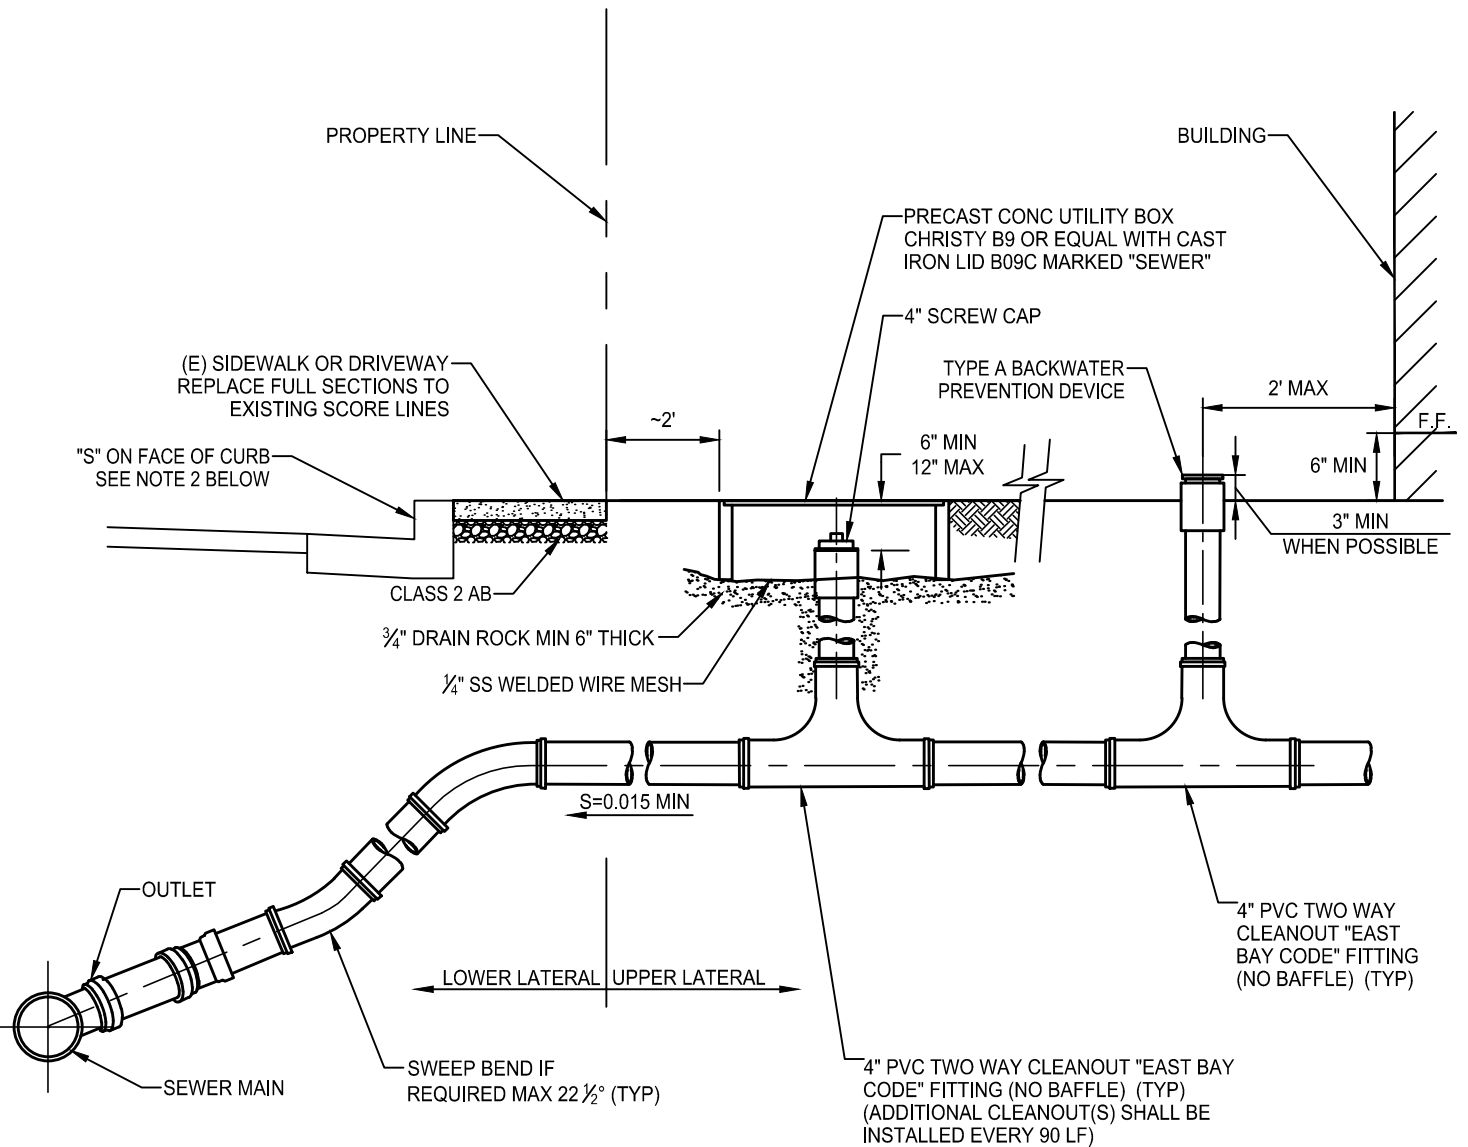 PROPERTY LINE
BUILDING
PRECAST CONC UTILITY BOX
CHRISTY B9 OR EQUAL WITH CAST
IRON LID B09C MARKED "SEWER"
4" SCREW CAP
(E) SIDEWALK OR DRIVEWAY
REPLACE FULL SECTIONS TO
EXISTING SCORE LINES
TYPE A BACKWATER
PREVENTION DEVICE
2' MAX
~2'
F.F.
6" MIN
12" MAX
"S" ON FACE OF CURB
SEE NOTE 2 BELOW
6" MIN
3" MIN
WHEN POSSIBLE
CLASS 2 AB
¾" DRAIN ROCK MIN 6" THICK
¼" SS WELDED WIRE MESH
S=0.015 MIN
OUTLET
4" PVC TWO WAY
CLEANOUT "EAST
BAY CODE" FITTING
(NO BAFFLE) (TYP)
LOWER LATERAL
UPPER LATERAL
SEWER MAIN
SWEEP BEND IF
REQUIRED MAX 22 ½° (TYP)
4" PVC TWO WAY CLEANOUT "EAST BAY
CODE" FITTING (NO BAFFLE) (TYP)
(ADDITIONAL CLEANOUT(S) SHALL BE
INSTALLED EVERY 90 LF)